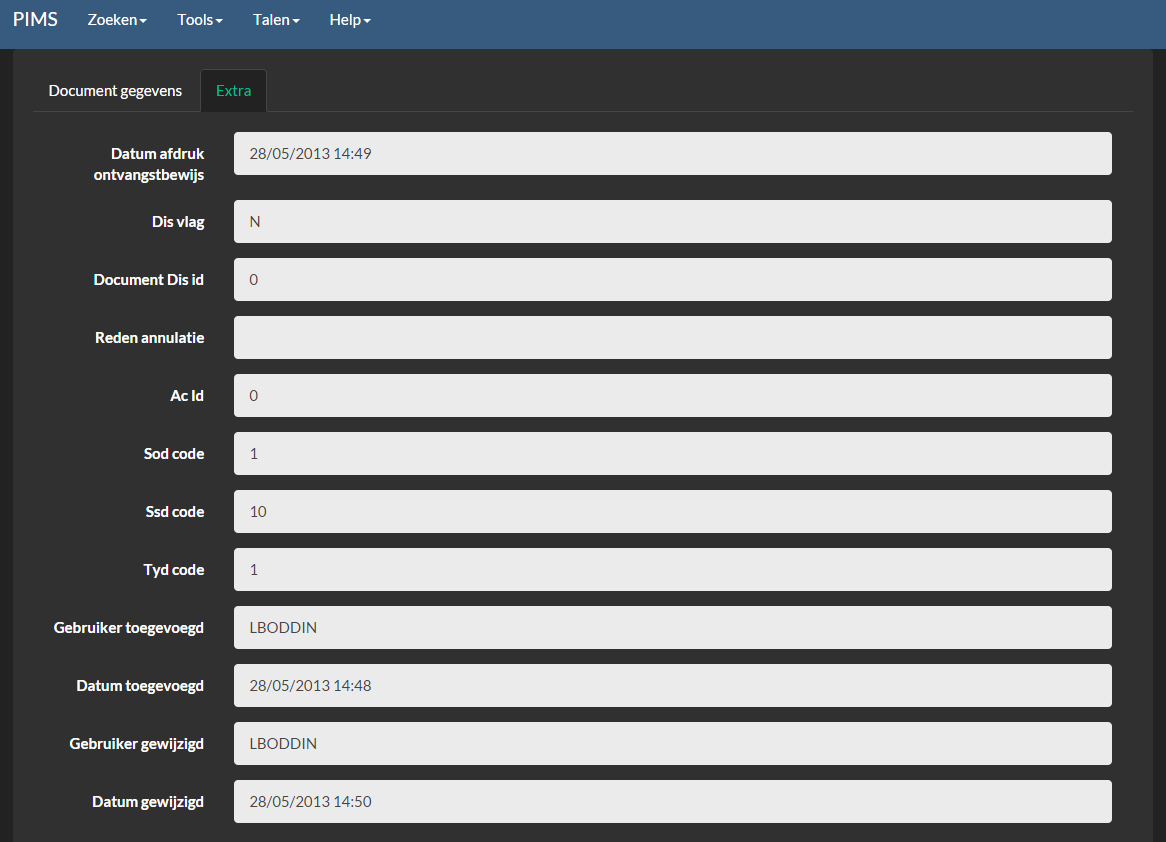 PIMS Zoeken Tools Talen Help
Document gegevens Extra
Datum afdruk ontvangstbewijs 28/05/2013 14:49
Dis vlag N
Document Dis id 0
Reden annulatie
Ac Id 0
Sod code 1
Ssd code 10
Tyd code 1
Gebruiker toegevoegd LBODDIN
Datum toegevoegd 28/05/2013 14:48
Gebruiker gewijzigd LBODDIN
Datum gewijzigd 28/05/2013 14:50